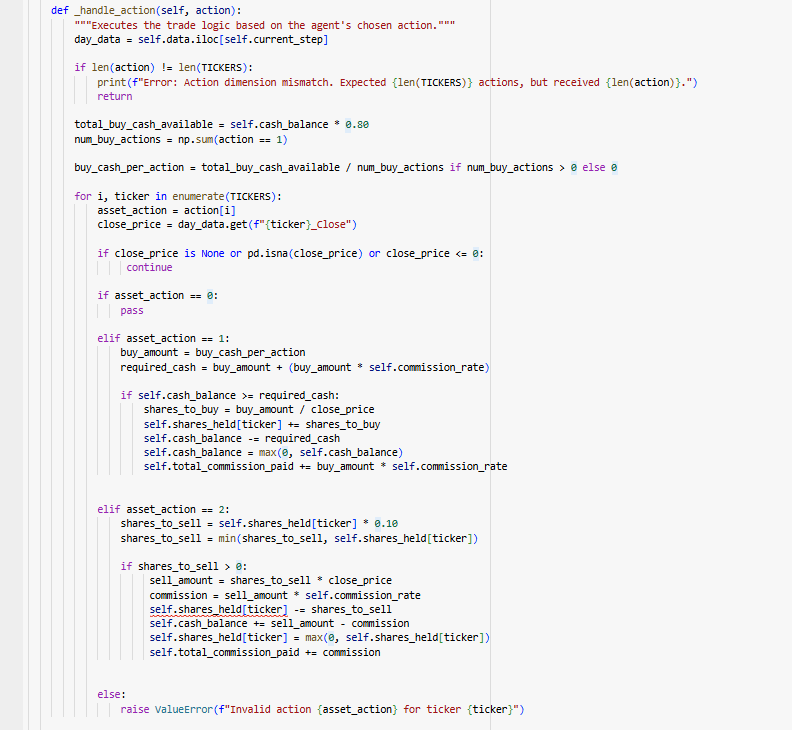 def _handle_action(self, action):
"""Executes the trade logic based on the agent's chosen action."""
day_data = self.data.iloc[self.current_step]
if len(action) != len(TICKERS):
print(f"Error: Action dimension mismatch. Expected {len(TICKERS)} actions, but received {len(action)}.")
return
total_buy_cash_available = self.cash_balance * 0.80
num_buy_actions = np.sum(action == 1)
buy_cash_per_action = total_buy_cash_available / num_buy_actions if num_buy_actions > 0 else 0
for i, ticker in enumerate(TICKERS):
asset_action = action[i]
close_price = day_data.get(f"{ticker}_Close")
if close_price is None or pd.isna(close_price) or close_price <= 0:
continue
if asset_action == 0:
pass
elif asset_action == 1:
buy_amount = buy_cash_per_action
required_cash = buy_amount + (buy_amount * self.commission_rate)
if self.cash_balance >= required_cash:
shares_to_buy = buy_amount / close_price
self.shares_held[ticker] += shares_to_buy
self.cash_balance -= required_cash
self.cash_balance = max(0, self.cash_balance)
self.total_commission_paid += buy_amount * self.commission_rate
elif asset_action == 2:
shares_to_sell = self.shares_held[ticker] * 0.10
shares_to_sell = min(shares_to_sell, self.shares_held[ticker])
if shares_to_sell > 0:
sell_amount = shares_to_sell * close_price
commission = sell_amount * self.commission_rate
self.shares_held[ticker] -= shares_to_sell
self.cash_balance += sell_amount - commission
self.shares_held[ticker] = max(0, self.shares_held[ticker])
self.total_commission_paid += commission
else:
raise ValueError(f"Invalid action {asset_action} for ticker {ticker}")